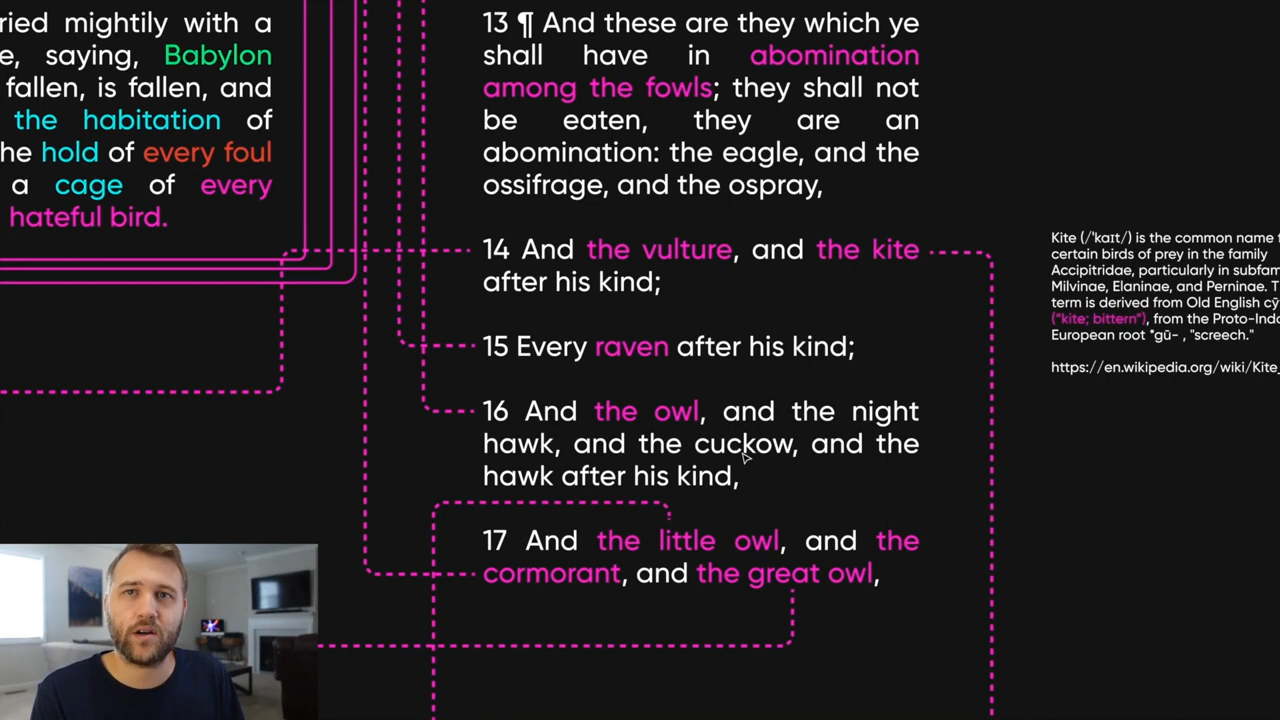 ried mightily with a
e, saying, Babylon
fallen, is fallen, and
the habitation of
he hold of every foul
a cage of every
hateful bird.
13 ¶ And these are they which ye
shall have in abomination
among the fowls; they shall not
be eaten, they are an
abomination: the eagle, and the
ossifrage, and the ospray,
14 And the vulture, and the kite
after his kind;
15 Every raven after his kind;
16 And the owl, and the night
hawk, and the cuckow, and the
hawk after his kind,
17 And the little owl, and the
cormorant, and the great owl,
Kite (/ˈkaɪt/) is the common name f
certain birds of prey in the family
Accipitridae, particularly in subfam
Milvinae, Elaninae, and Perninae. T
term is derived from Old English cȳ
("kite; bittern"), from the Proto-Indo
European root *gū- , "screech."
https://en.wikipedia.org/wiki/Kite_